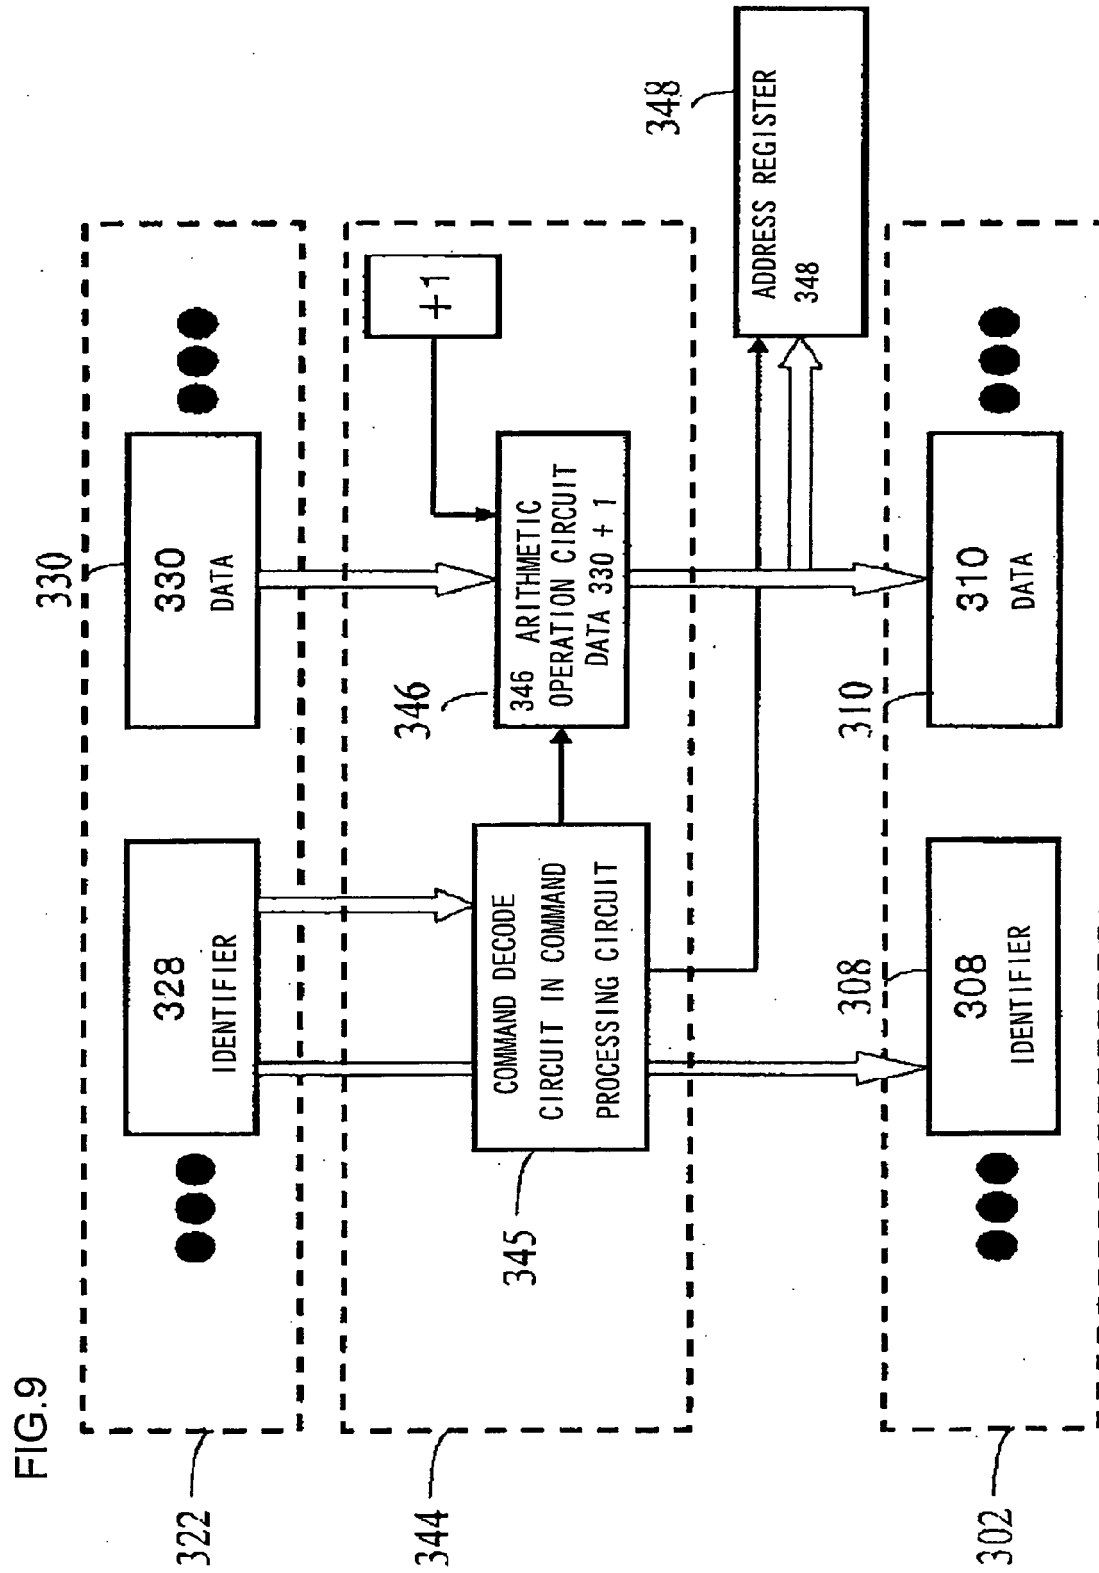 FIG.9
322
330
328
IDENTIFIER
330
DATA
344
345
COMMAND DECODE
CIRCUIT IN COMMAND
PROCESSING CIRCUIT
346
346 ARITHMETIC
OPERATION CIRCUIT
DATA 330 + 1
+1
348
ADDRESS REGISTER
348
302
308
308
IDENTIFIER
310
310
DATA